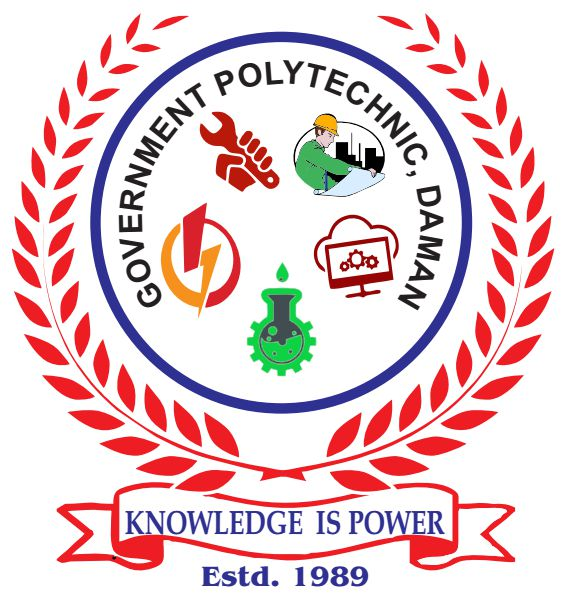 GOVERNMENT POLYTECHNIC, DAMAN
KNOWLEDGE IS POWER
Estd. 1989